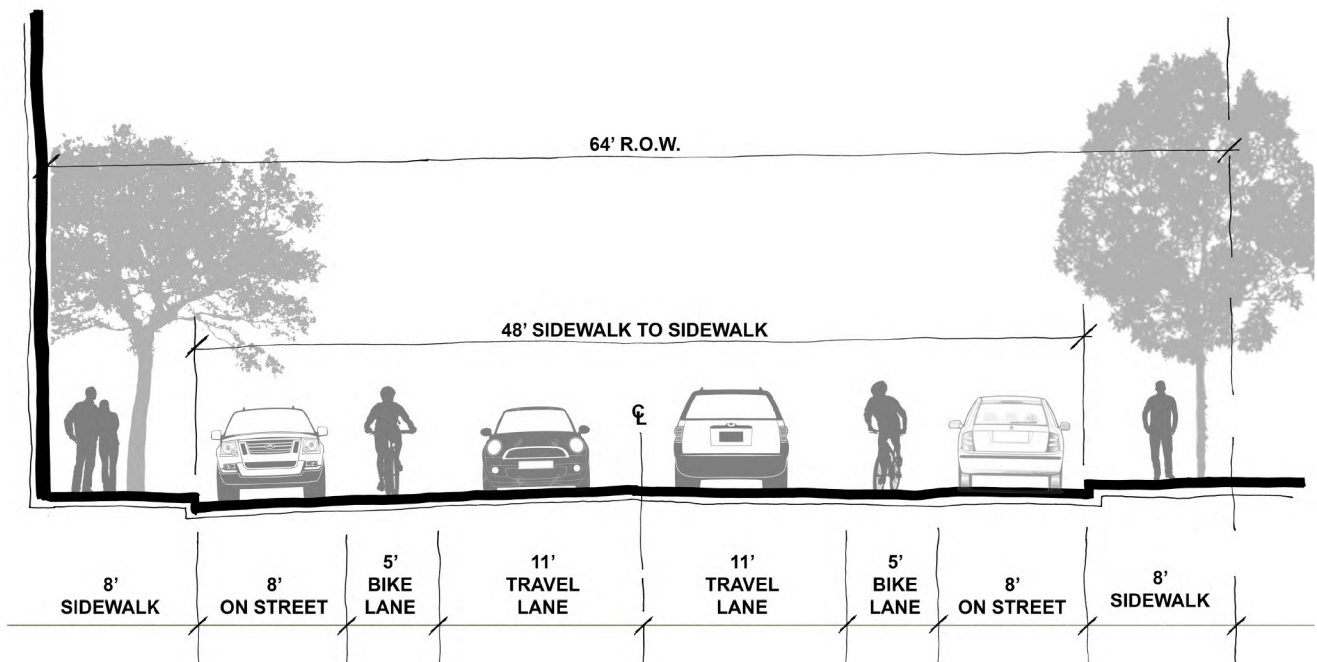 64' R.O.W.
48' SIDEWALK TO SIDEWALK
℄
8'
SIDEWALK
8'
ON STREET
5'
BIKE
LANE
11'
TRAVEL
LANE
11'
TRAVEL
LANE
5'
BIKE
LANE
8'
ON STREET
8'
SIDEWALK